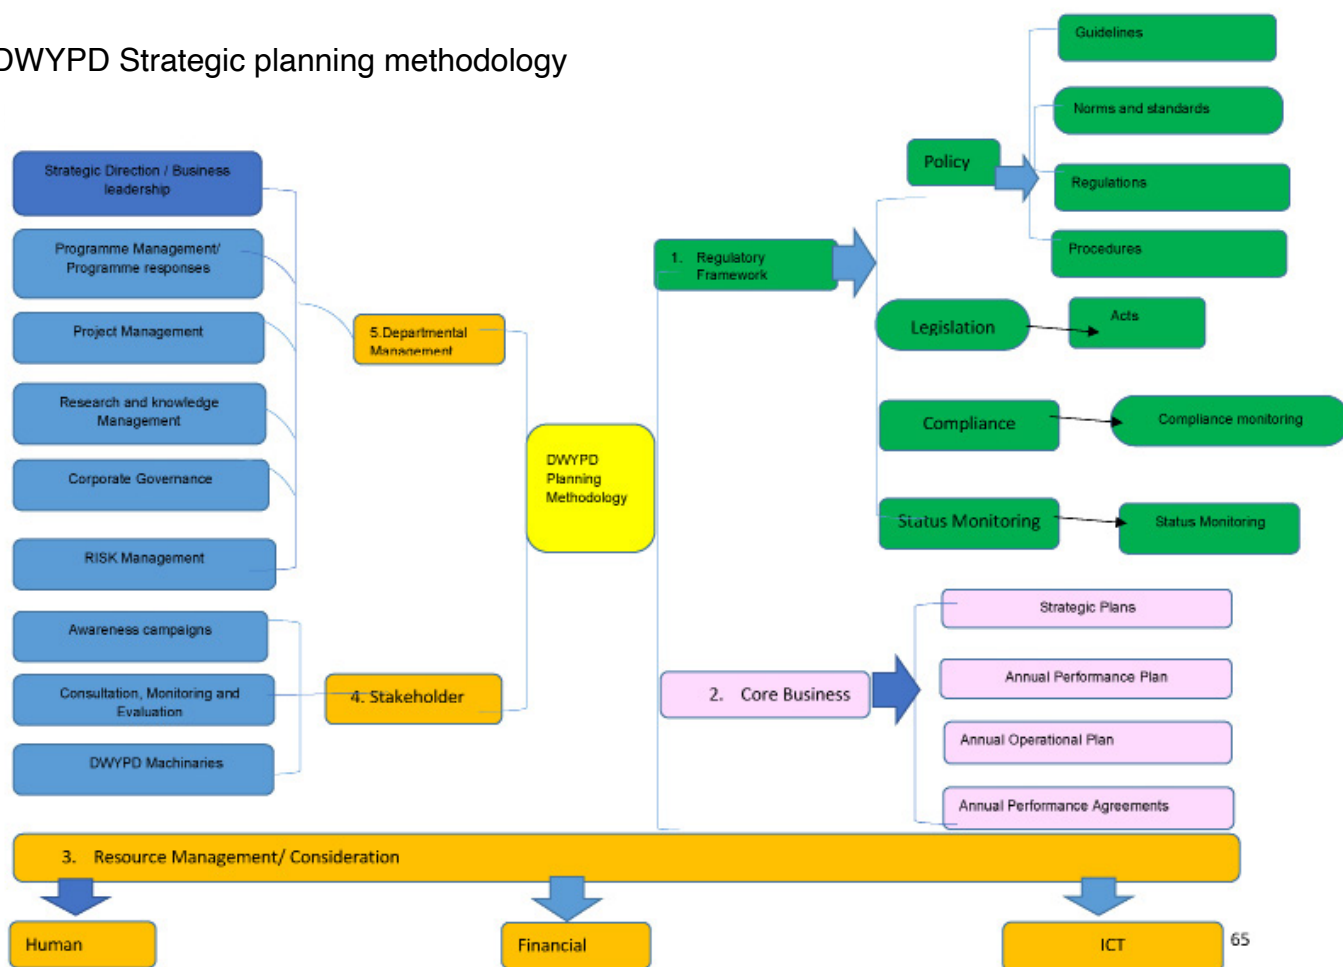 DWYPD Strategic planning methodology
Strategic Direction / Business
leadership
Programme Management/
Programme responses
Project Management
Research and knowledge
Management
Corporate Governance
RISK Management
Awareness campaigns
Consultation, Monitoring and
Evaluation
DWYPD Machinaries
5.Departmental
Management
4. Stakeholder
DWYPD
Planning
Methodology
1. Regulatory
Framework
Policy
Guidelines
Norms and standards
Regulations
Procedures
Legislation
Acts
Compliance
Compliance monitoring
Status Monitoring
Status Monitoring
2. Core Business
Strategic Plans
Annual Performance Plan
Annual Operational Plan
Annual Performance Agreements
3. Resource Management/ Consideration
Human
Financial
ICT
65